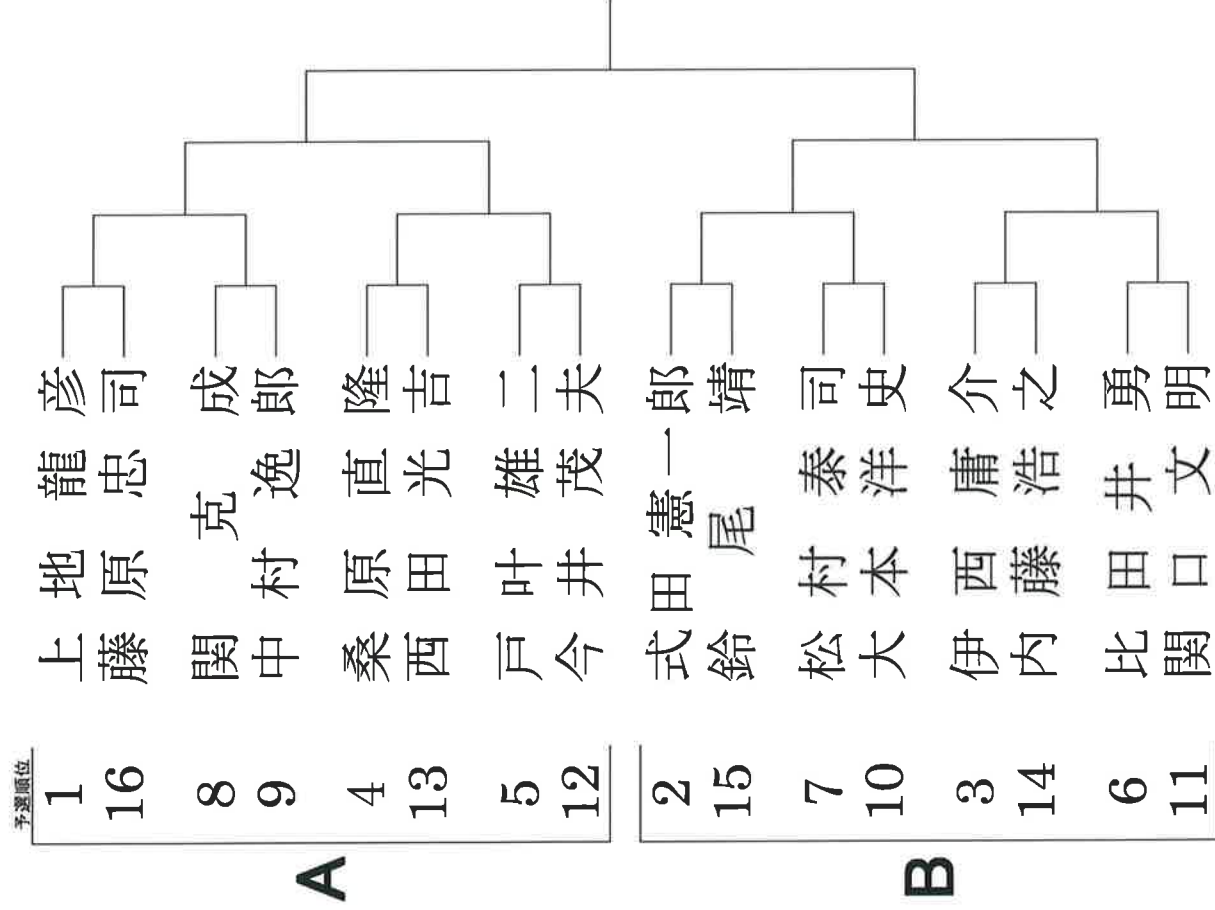 予選順位
A
1 上地龍彦
16 藤原忠司
8 関克成
9 中村逸郎
4 桑原直隆
13 西田光吉
5 戸叶雄二
12 今井茂夫
B
2 式田憲一郎
15 鈴尾靖
7 松村泰司
10 大本洋史
3 伊西庸介
14 内藤浩之
6 比田井勇
11 関口文明